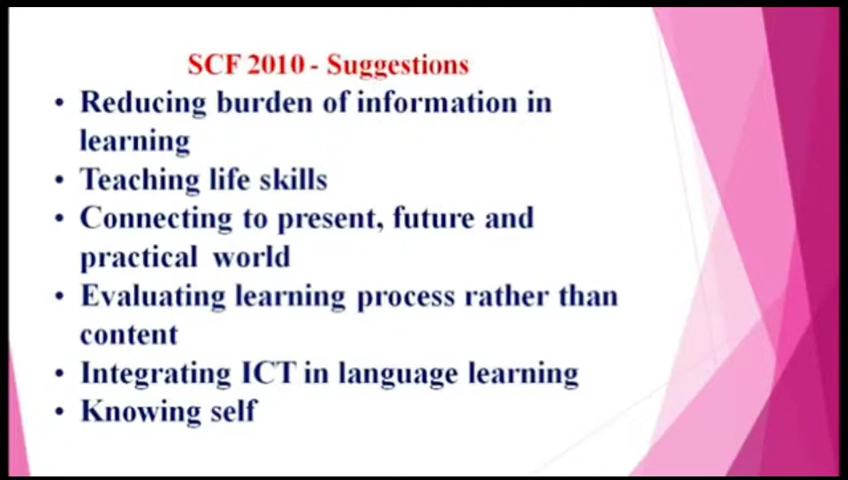 SCF 2010 - Suggestions
• Reducing burden of information in
learning
• Teaching life skills
• Connecting to present, future and
practical world
• Evaluating learning process rather than
content
• Integrating ICT in language learning
• Knowing self